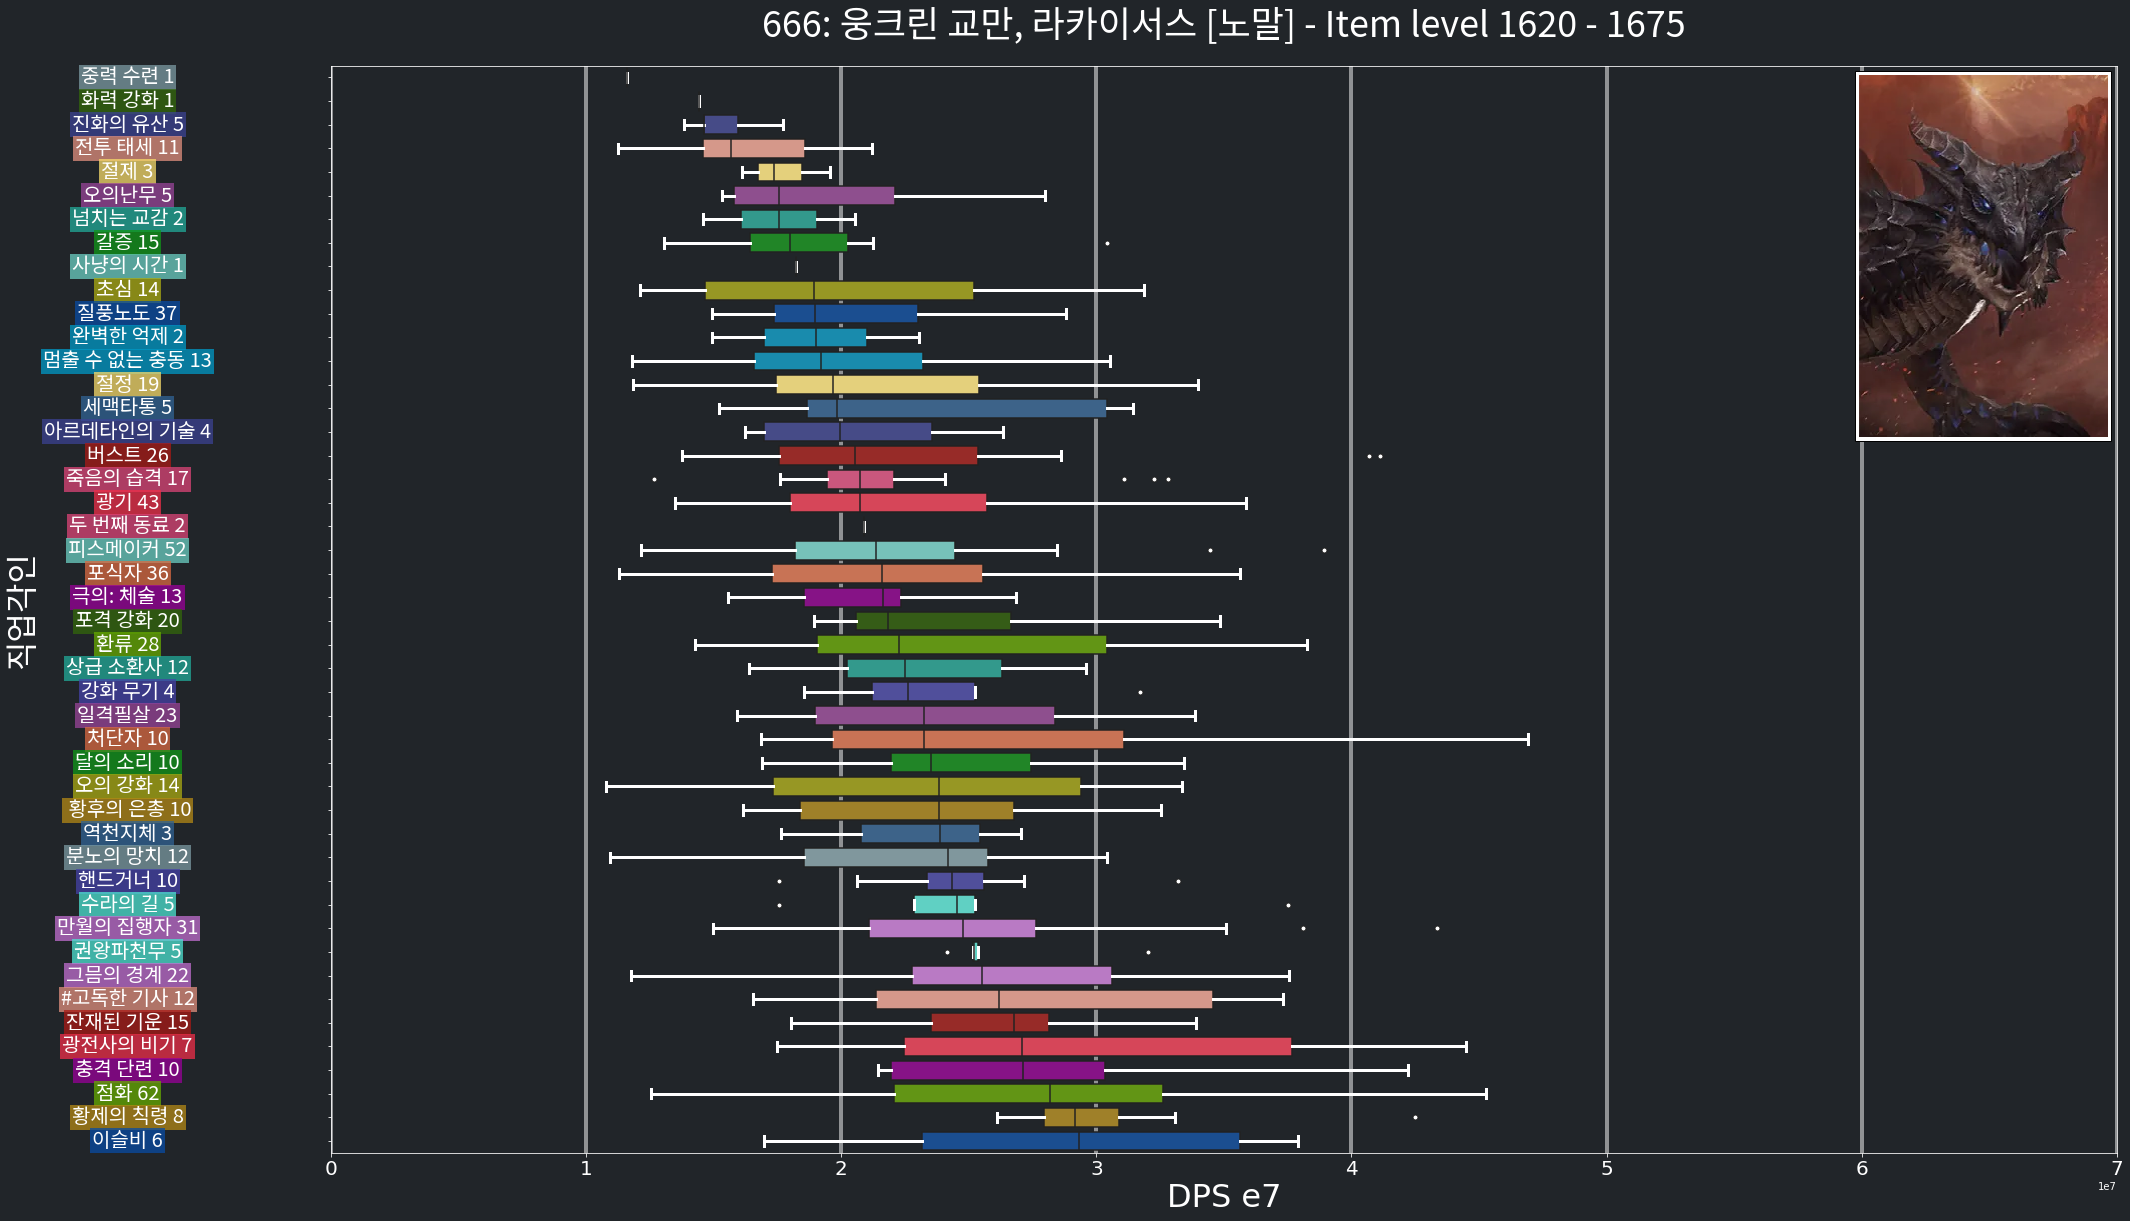 666: 웅크린 교만, 라카이서스 [노말] - Item level 1620 - 1675
중력 수련 1
화력 강화 1
진화의 유산 5
전투 태세 11
절제 3
오의난무 5
넘치는 교감 2
갈증 15
사냥의 시간 1
초심 14
질풍노도 37
완벽한 억제 2
멈출 수 없는 충동 13
절정 19
세맥타통 5
아르데타인의 기술 4
버스트 26
죽음의 습격 17
광기 43
두 번째 동료 2
피스메이커 52
포식자 36
극의: 체술 13
포격 강화 20
환류 28
상급 소환사 12
강화 무기 4
일격필살 23
처단자 10
달의 소리 10
오의 강화 14
황후의 은총 10
역천지체 3
분노의 망치 12
핸드거너 10
수라의 길 5
만월의 집행자 31
권왕파천무 5
그믐의 경계 22
#고독한 기사 12
잔재된 기운 15
광전사의 비기 7
충격 단련 10
점화 62
황제의 칙령 8
이슬비 6
직업각인
0 1 2 3 4 5 6 7
1e7
DPS e7